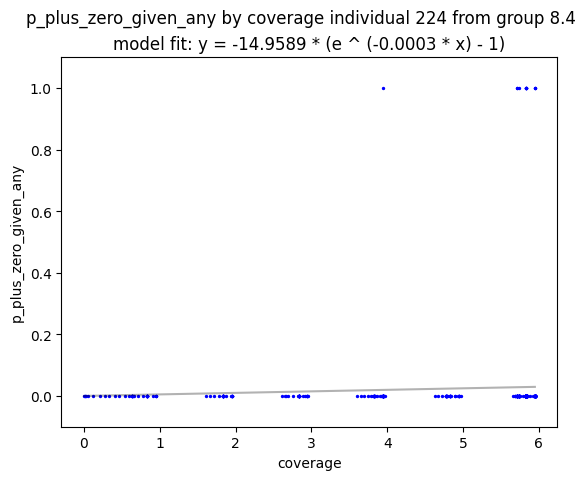 p_plus_zero_given_any by coverage individual 224 from group 8.4
model fit: y = -14.9589 * (e ^ (-0.0003 * x) - 1)
1.0
0.8
0.6
0.4
0.2
0.0
p_plus_zero_given_any
0 1 2 3 4 5 6
coverage